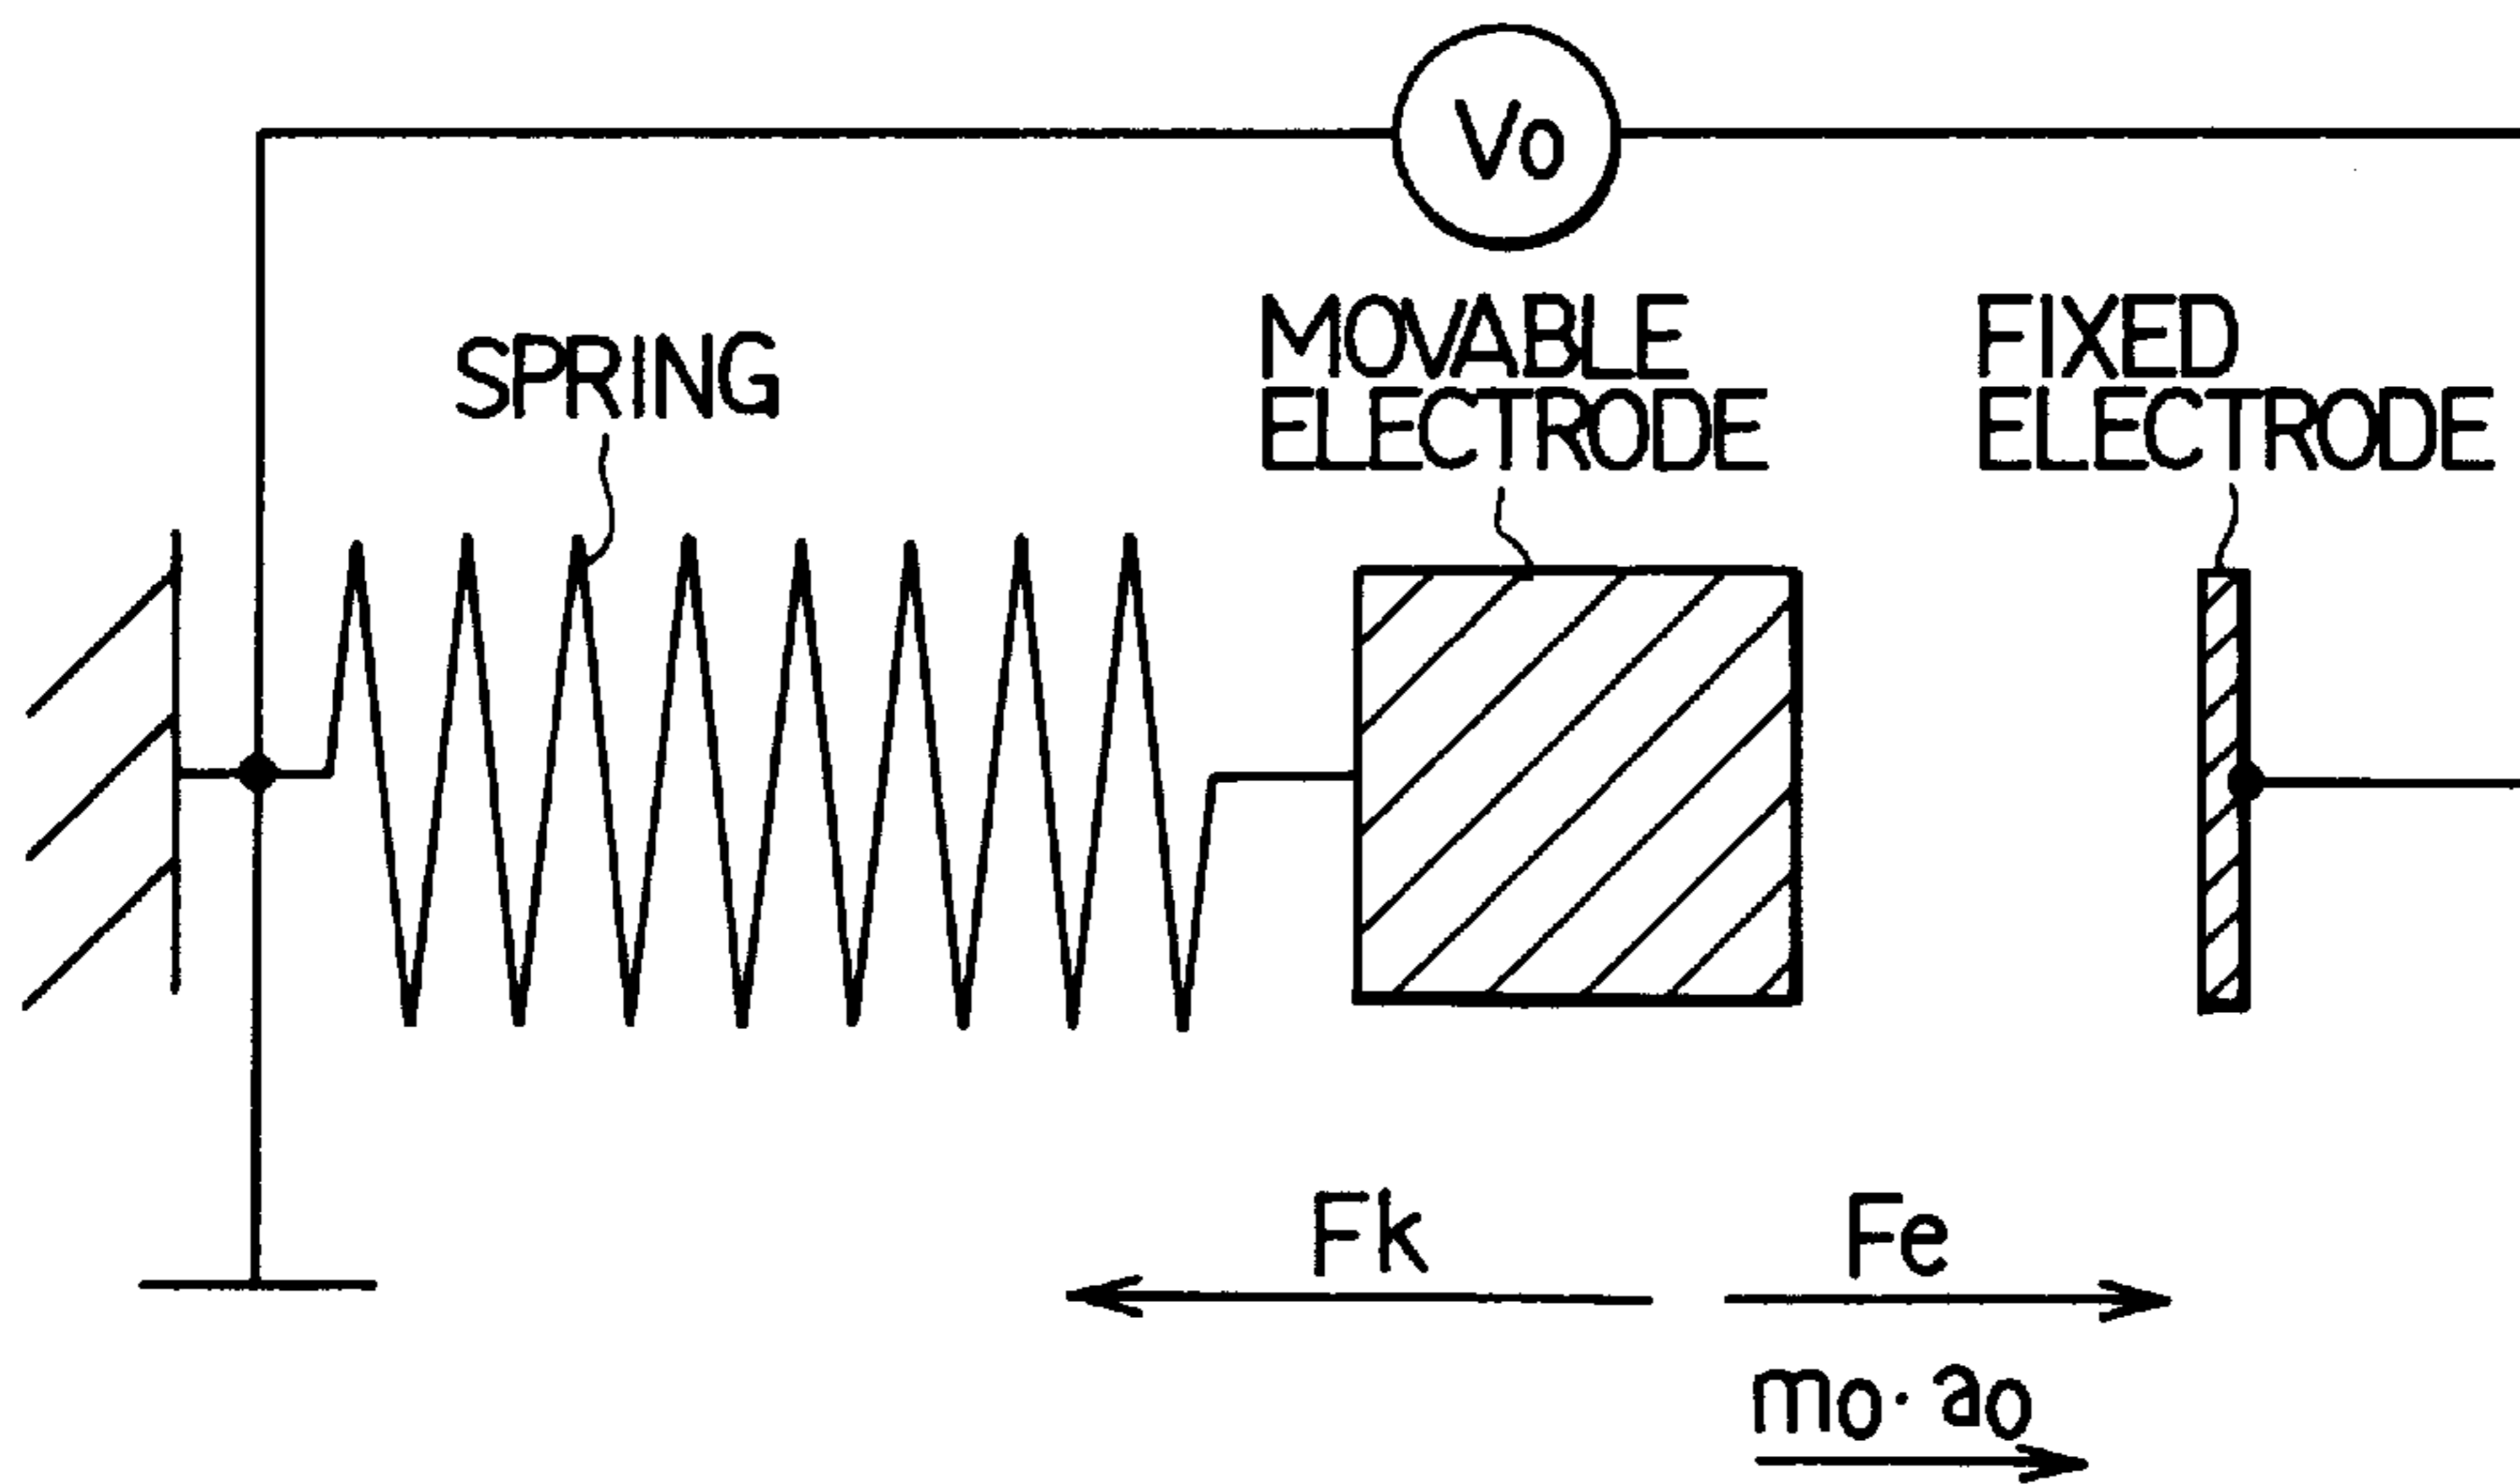 Vo
SPRING
MOVABLE
ELECTRODE
FIXED
ELECTRODE
Fk
Fe
mo·ao